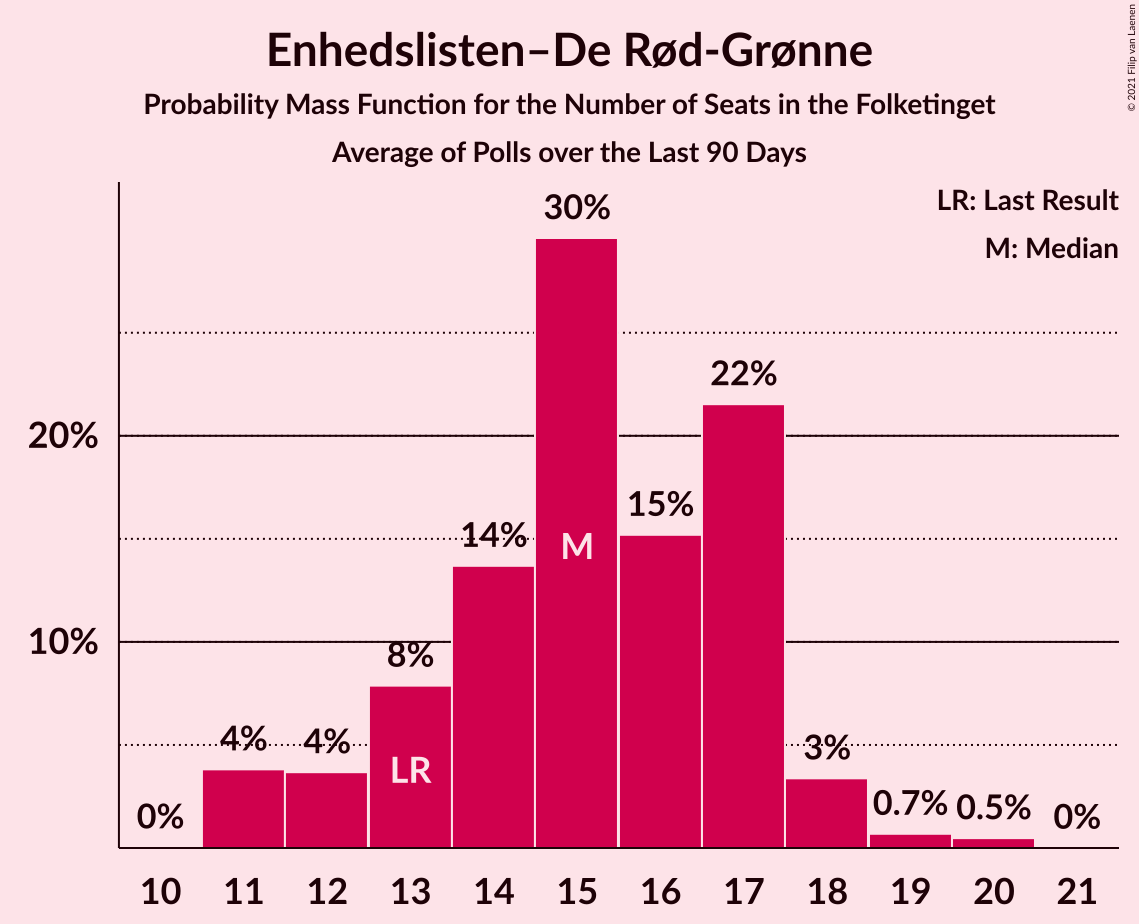 Enhedslisten–De Rød-Grønne
Probability Mass Function for the Number of Seats in the Folketinget
Average of Polls over the Last 90 Days
© 2021 Filip van Laenen
LR: Last Result
M: Median
30%
22%
20%
15%
14%
M
10%
8%
4%
4%
LR
3%
0%
0.7%
0.5%
0%
10 11 12 13 14 15 16 17 18 19 20 21